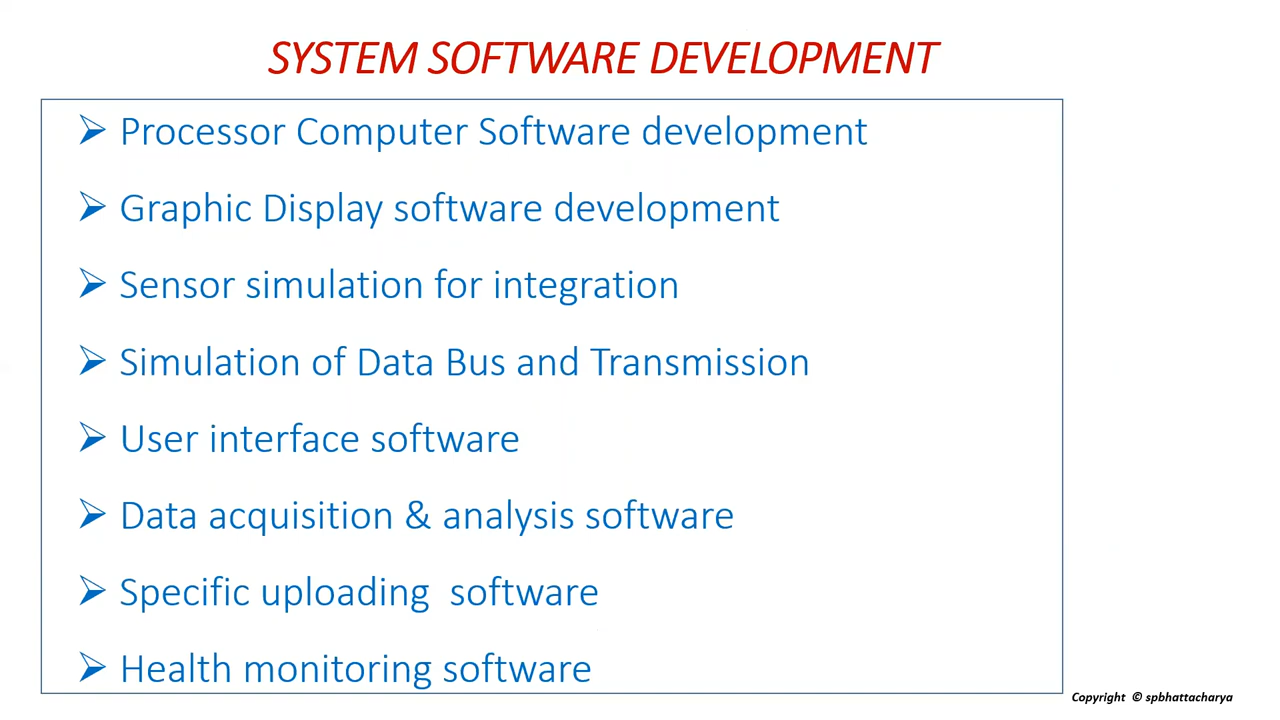 SYSTEM SOFTWARE DEVELOPMENT
➢ Processor Computer Software development
➢ Graphic Display software development
➢ Sensor simulation for integration
➢ Simulation of Data Bus and Transmission
➢ User interface software
➢ Data acquisition & analysis software
➢ Specific uploading  software
➢ Health monitoring software
Copyright © spbhattacharya